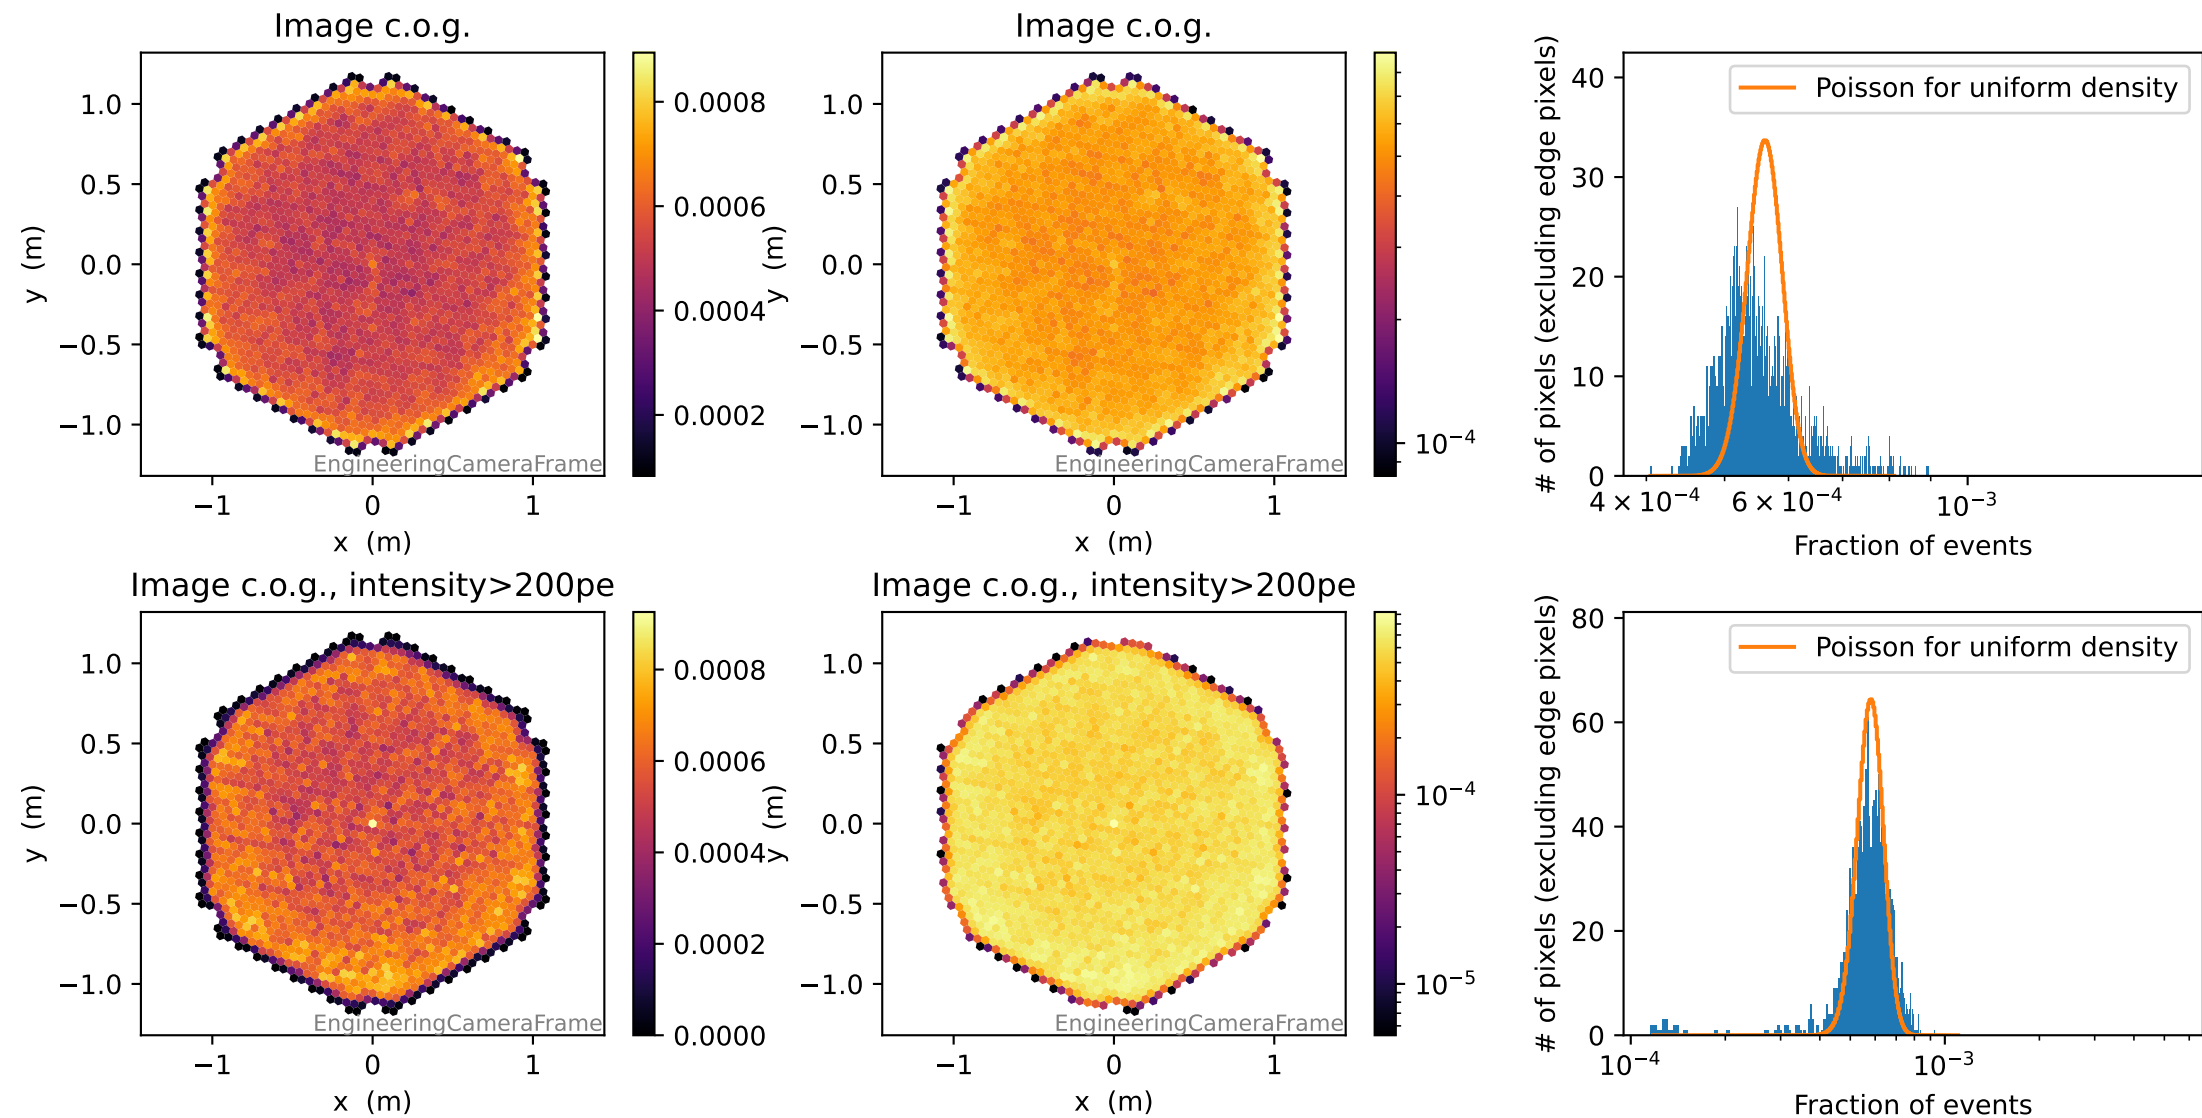 Image c.o.g.
1.0
0.5
0.0
−0.5
−1.0
y (m)
−1
0
1
x (m)
EngineeringCameraFrame
0.0008
0.0006
0.0004
0.0002
Image c.o.g.
1.0
0.5
0.0
−0.5
−1.0
y (m)
−1
0
1
x (m)
EngineeringCameraFrame
10⁻⁴
# of pixels (excluding edge pixels)
40
30
20
10
0
Poisson for uniform density
4 × 10⁻⁴
6 × 10⁻⁴
10⁻³
Fraction of events
Image c.o.g., intensity>200pe
1.0
0.5
0.0
−0.5
−1.0
y (m)
−1
0
1
x (m)
EngineeringCameraFrame
0.0008
0.0006
0.0004
0.0002
0.0000
Image c.o.g., intensity>200pe
1.0
0.5
0.0
−0.5
−1.0
y (m)
−1
0
1
x (m)
EngineeringCameraFrame
10⁻⁴
10⁻⁵
# of pixels (excluding edge pixels)
80
60
40
20
0
Poisson for uniform density
10⁻⁴
10⁻³
Fraction of events